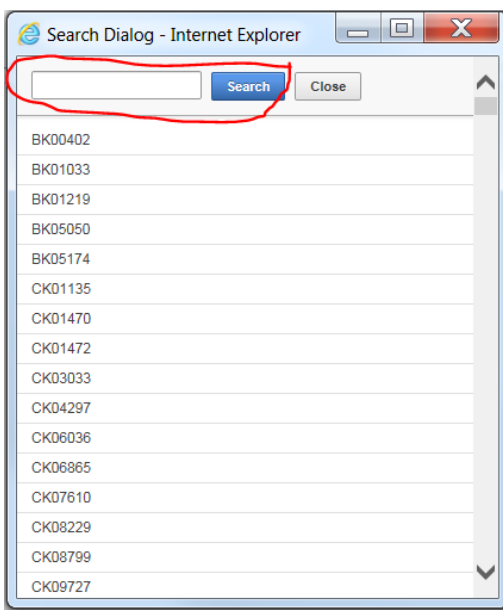 Search Dialog - Internet Explorer
Search Close
BK00402
BK01033
BK01219
BK05050
BK05174
CK01135
CK01470
CK01472
CK03033
CK04297
CK06036
CK06865
CK07610
CK08229
CK08799
CK09727